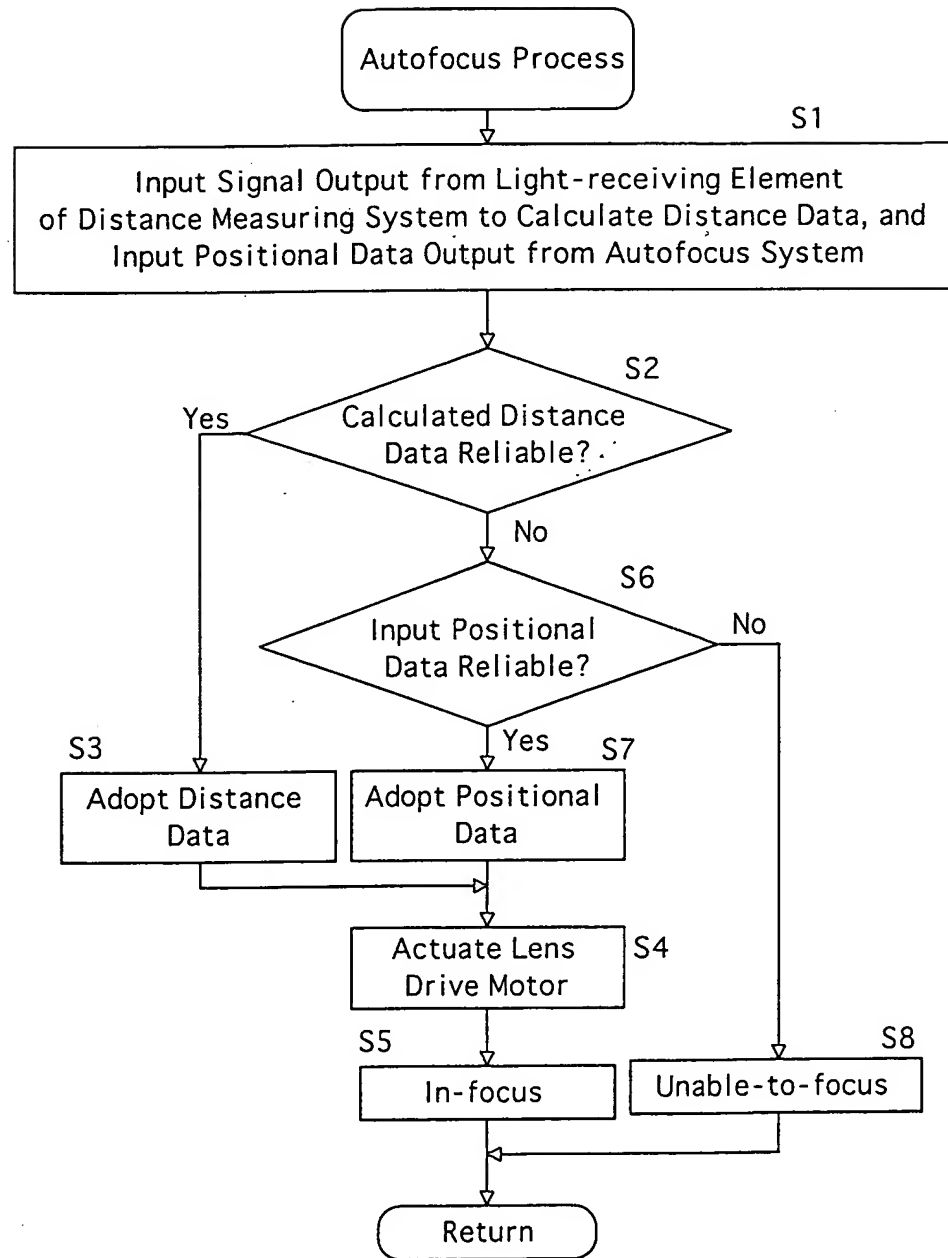 Autofocus Process
S1
Input Signal Output from Light-receiving Element
of Distance Measuring System to Calculate Distance Data, and
Input Positional Data Output from Autofocus System
S2
Yes
Calculated Distance
Data Reliable?
No
S6
Input Positional
Data Reliable?
No
Yes
S3
Adopt Distance
Data
S7
Adopt Positional
Data
Actuate Lens
Drive Motor
S4
S5
In-focus
S8
Unable-to-focus
Return